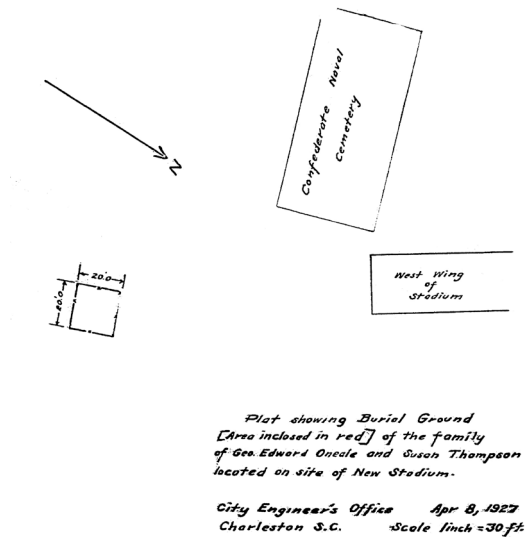 Confederate Naval
Cemetery
N
20.0
20.0
West Wing
of
Stadium
Plat showing Burial Ground
[Area inclosed in red] of the family
of Geo. Edward Oneale and Susan Thompson
located on site of New Stadium.
City Engineer's Office Apr 8, 1927
Charleston S.C. Scale 1inch = 30 ft.